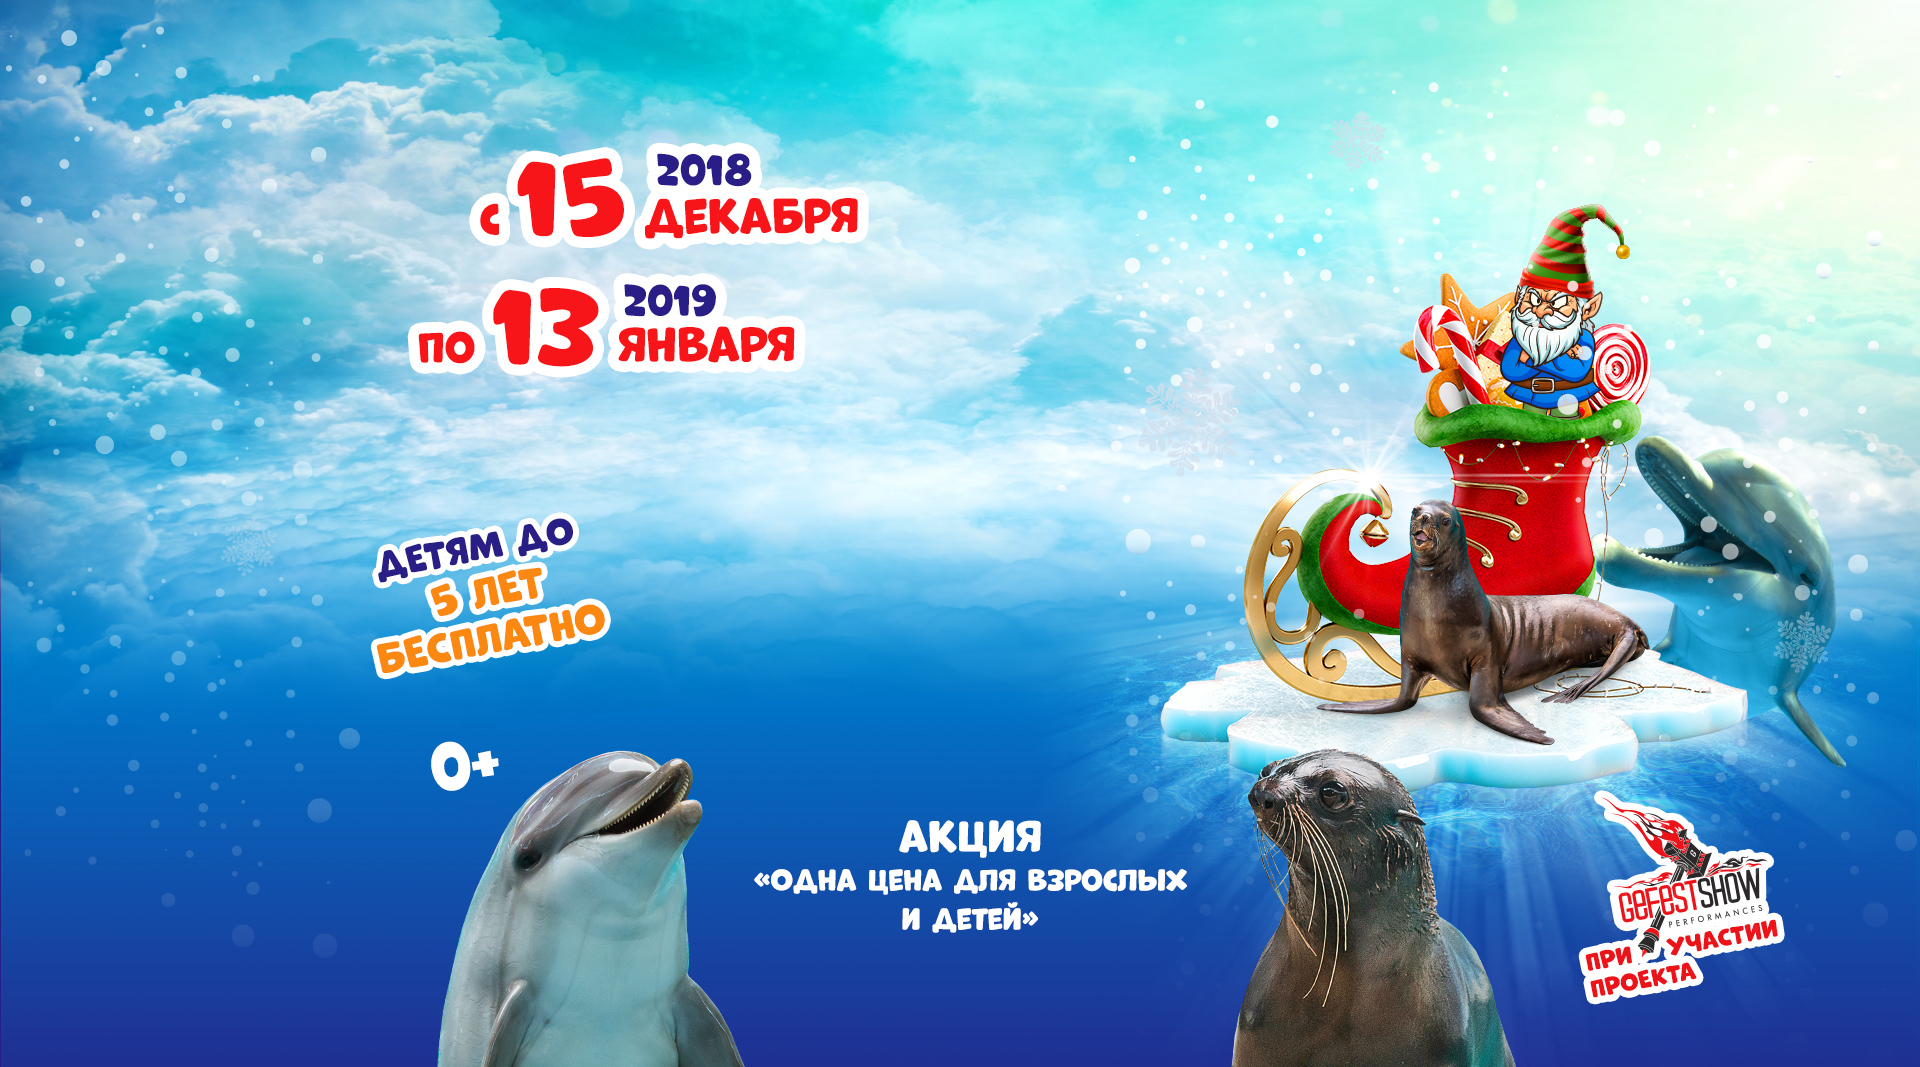 С 15 2018
ДЕКАБРЯ
ПО 13 2019
ЯНВАРЯ
ДЕТЯМ ДО
5 ЛЕТ
БЕСПЛАТНО
0+
АКЦИЯ
«ОДНА ЦЕНА ДЛЯ ВЗРОСЛЫХ
И ДЕТЕЙ»
GEFESTSHOW
PERFORMANCES
ПРИ УЧАСТИИ
ПРОЕКТА